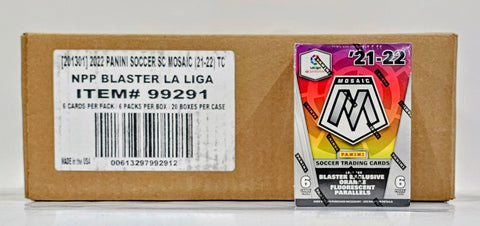 [201301] 2022 PANINI SOCCER SC MOSAIC (21-22) TC
NPP BLASTER LA LIGA
ITEM# 99291
6 CARDS PER PACK 6 PACKS PER BOX 20 BOXES PER CASE
MADE in the USA
00613297992912
'21-22
MOSAIC
PANINI
SOCCER TRADING CARDS
BLASTER EXCLUSIVE
ORANGE
FLUORESCENT
PARALLELS
6
6